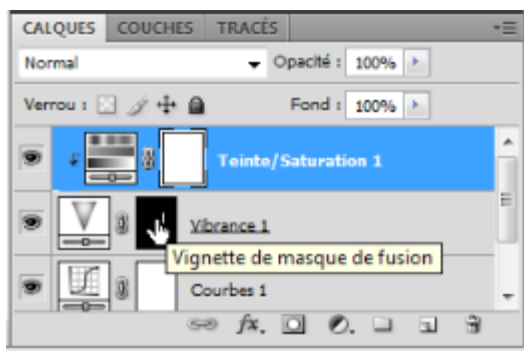 CALQUES COUCHES TRACÉS
Normal Opacité : 100%
Verrou : Fond : 100%
Teinte/Saturation 1
Vibrance 1
Vignette de masque de fusion
Courbes 1
fx.